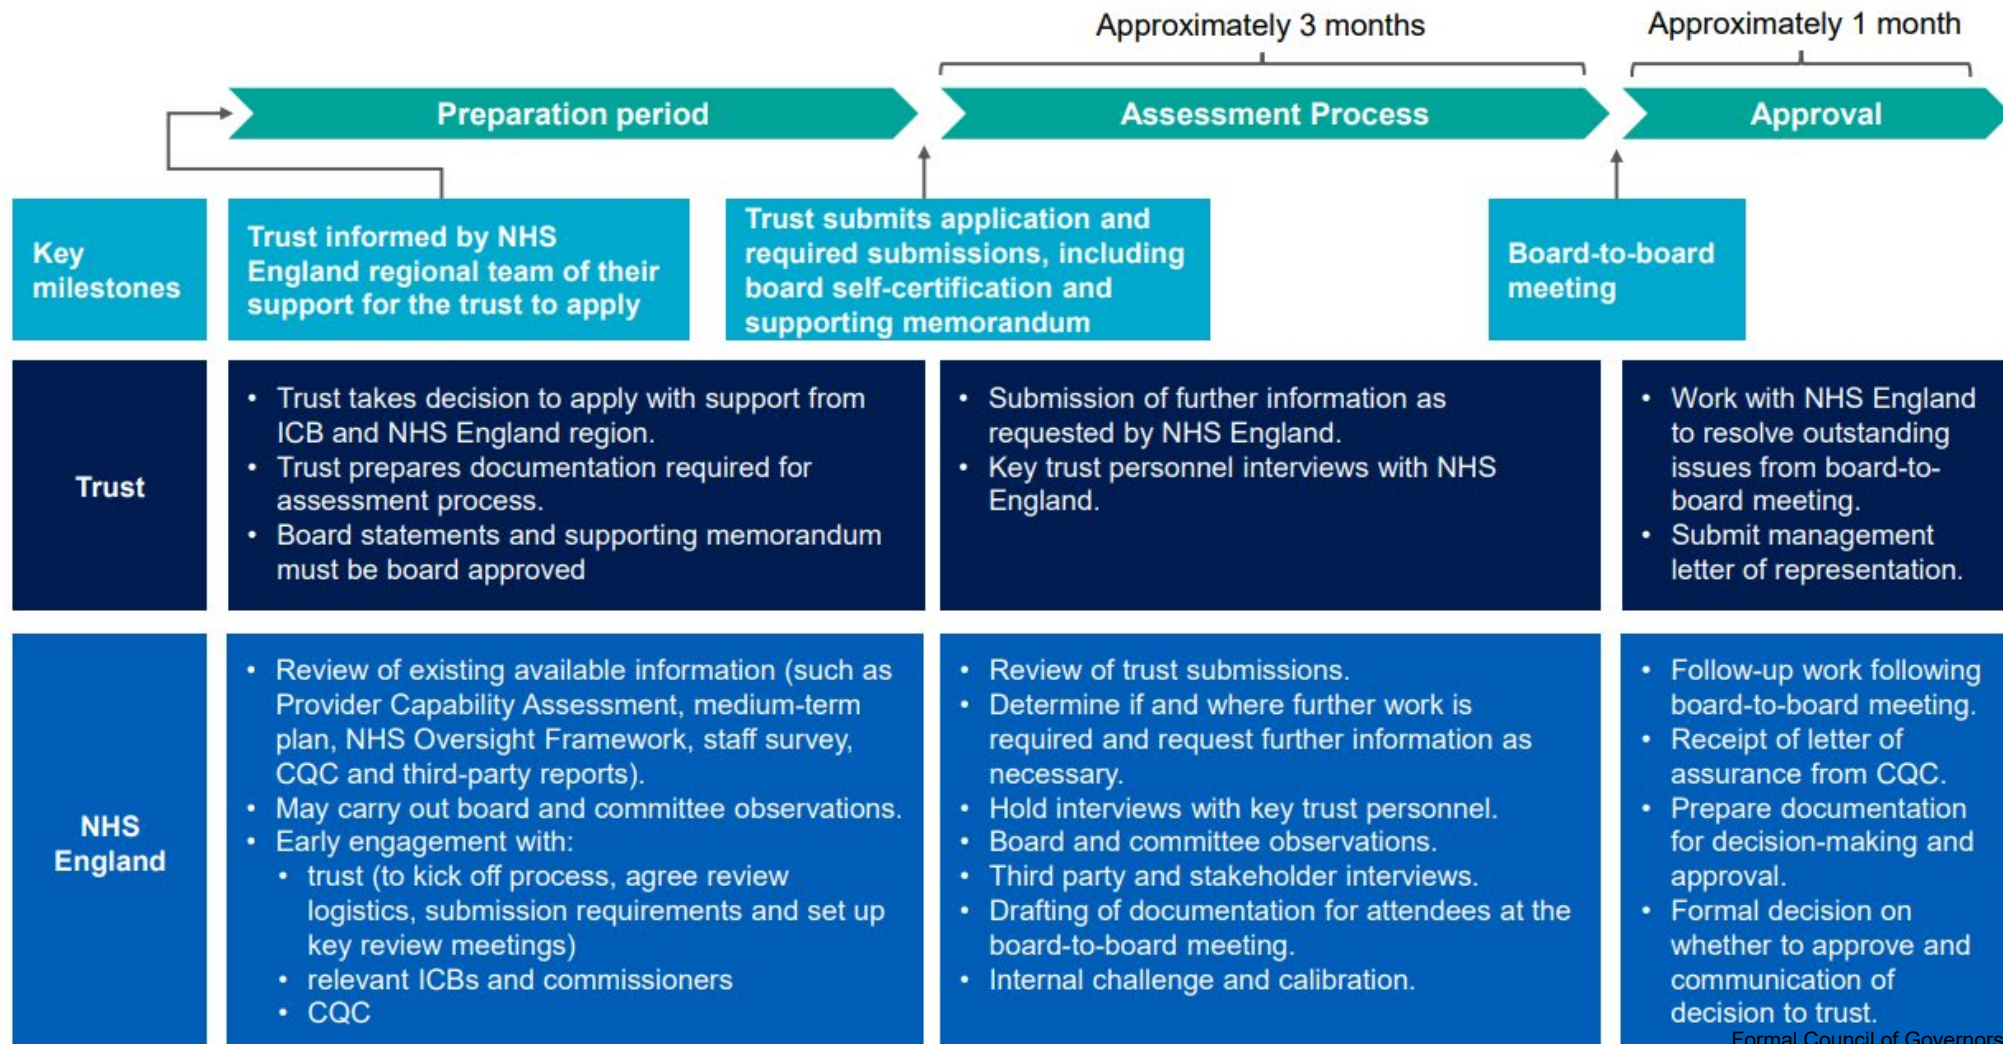 Approximately 3 months
Approximately 1 month
Preparation period
Assessment Process
Approval
Key
milestones
Trust informed by NHS
England regional team of their
support for the trust to apply
Trust submits application and
required submissions, including
board self-certification and
supporting memorandum
Board-to-board
meeting
Trust
• Trust takes decision to apply with support from
ICB and NHS England region.
• Trust prepares documentation required for
assessment process.
• Board statements and supporting memorandum
must be board approved
• Submission of further information as
requested by NHS England.
• Key trust personnel interviews with NHS
England.
• Work with NHS England
to resolve outstanding
issues from board-to-
board meeting.
• Submit management
letter of representation.
NHS
England
• Review of existing available information (such as
Provider Capability Assessment, medium-term
plan, NHS Oversight Framework, staff survey,
CQC and third-party reports).
• May carry out board and committee observations.
• Early engagement with:
• trust (to kick off process, agree review
logistics, submission requirements and set up
key review meetings)
• relevant ICBs and commissioners
• CQC
• Review of trust submissions.
• Determine if and where further work is
required and request further information as
necessary.
• Hold interviews with key trust personnel.
• Board and committee observations.
• Third party and stakeholder interviews.
• Drafting of documentation for attendees at the
board-to-board meeting.
• Internal challenge and calibration.
• Follow-up work following
board-to-board meeting.
• Receipt of letter of
assurance from CQC.
• Prepare documentation
for decision-making and
approval.
• Formal decision on
whether to approve and
communication of
decision to trust.
Formal Council of Governors